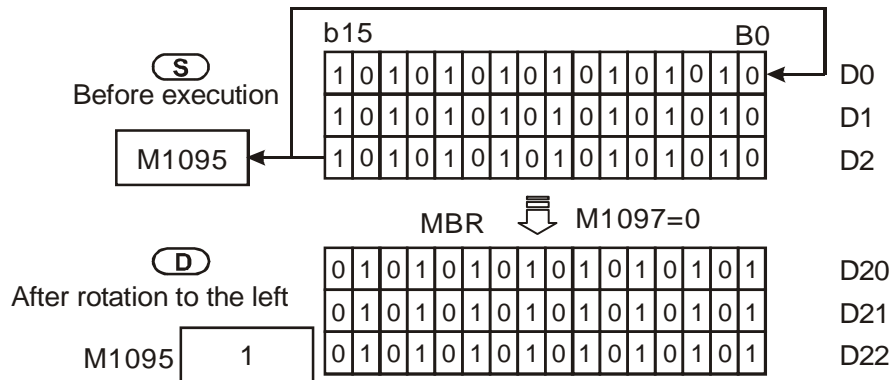 b15 B0
S
Before execution
1 0 1 0 1 0 1 0 1 0 1 0 1 0 1 0 D0
1 0 1 0 1 0 1 0 1 0 1 0 1 0 1 0 D1
M1095 1 0 1 0 1 0 1 0 1 0 1 0 1 0 1 0 D2
MBR M1097=0
D
After rotation to the left
0 1 0 1 0 1 0 1 0 1 0 1 0 1 0 1 D20
0 1 0 1 0 1 0 1 0 1 0 1 0 1 0 1 D21
M1095 1 0 1 0 1 0 1 0 1 0 1 0 1 0 1 0 1 D22